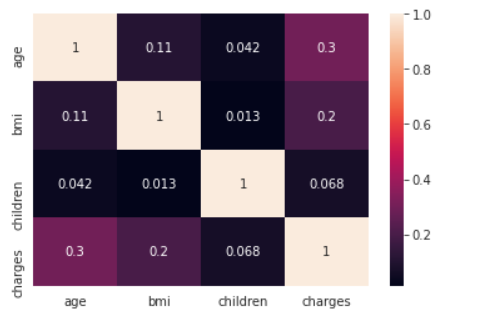 1.0
age
1 0.11 0.042 0.3
0.8
bmi
0.11 1 0.013 0.2
0.6
children
0.042 0.013 1 0.068
0.4
charges
0.3 0.2 0.068 1
0.2
age bmi children charges